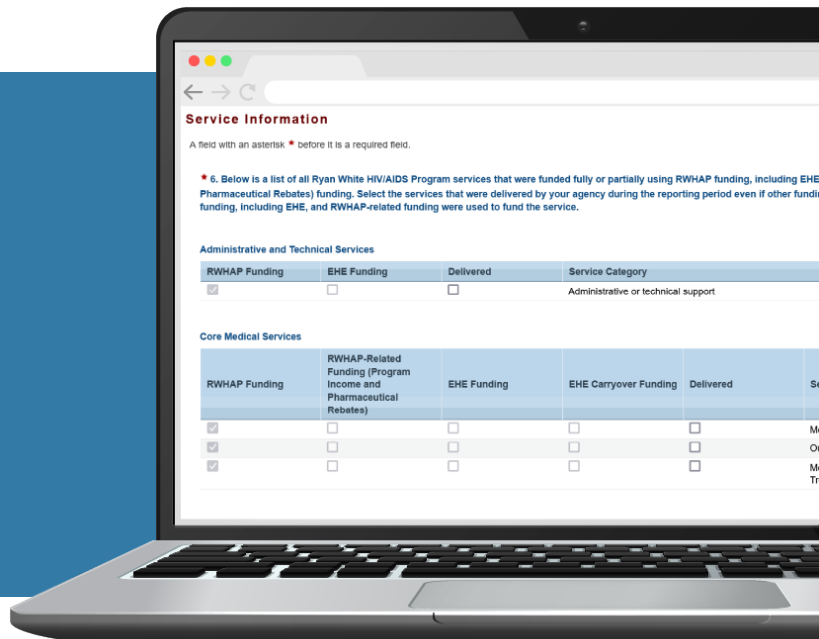 Service Information
A field with an asterisk * before it is a required field.
* 6. Below is a list of all Ryan White HIV/AIDS Program services that were funded fully or partially using RWHAP funding, including EHE
Pharmaceutical Rebates) funding. Select the services that were delivered by your agency during the reporting period even if other
funding, including EHE, and RWHAP-related funding were used to fund the service.
Administrative and Technical Services
RWHAP Funding EHE Funding Delivered Service Category
Administrative or technical support
Core Medical Services
RWHAP-Related
Funding (Program
RWHAP Funding Income and EHE Funding EHE Carryover Funding Delivered
Pharmaceutical
Rebates)